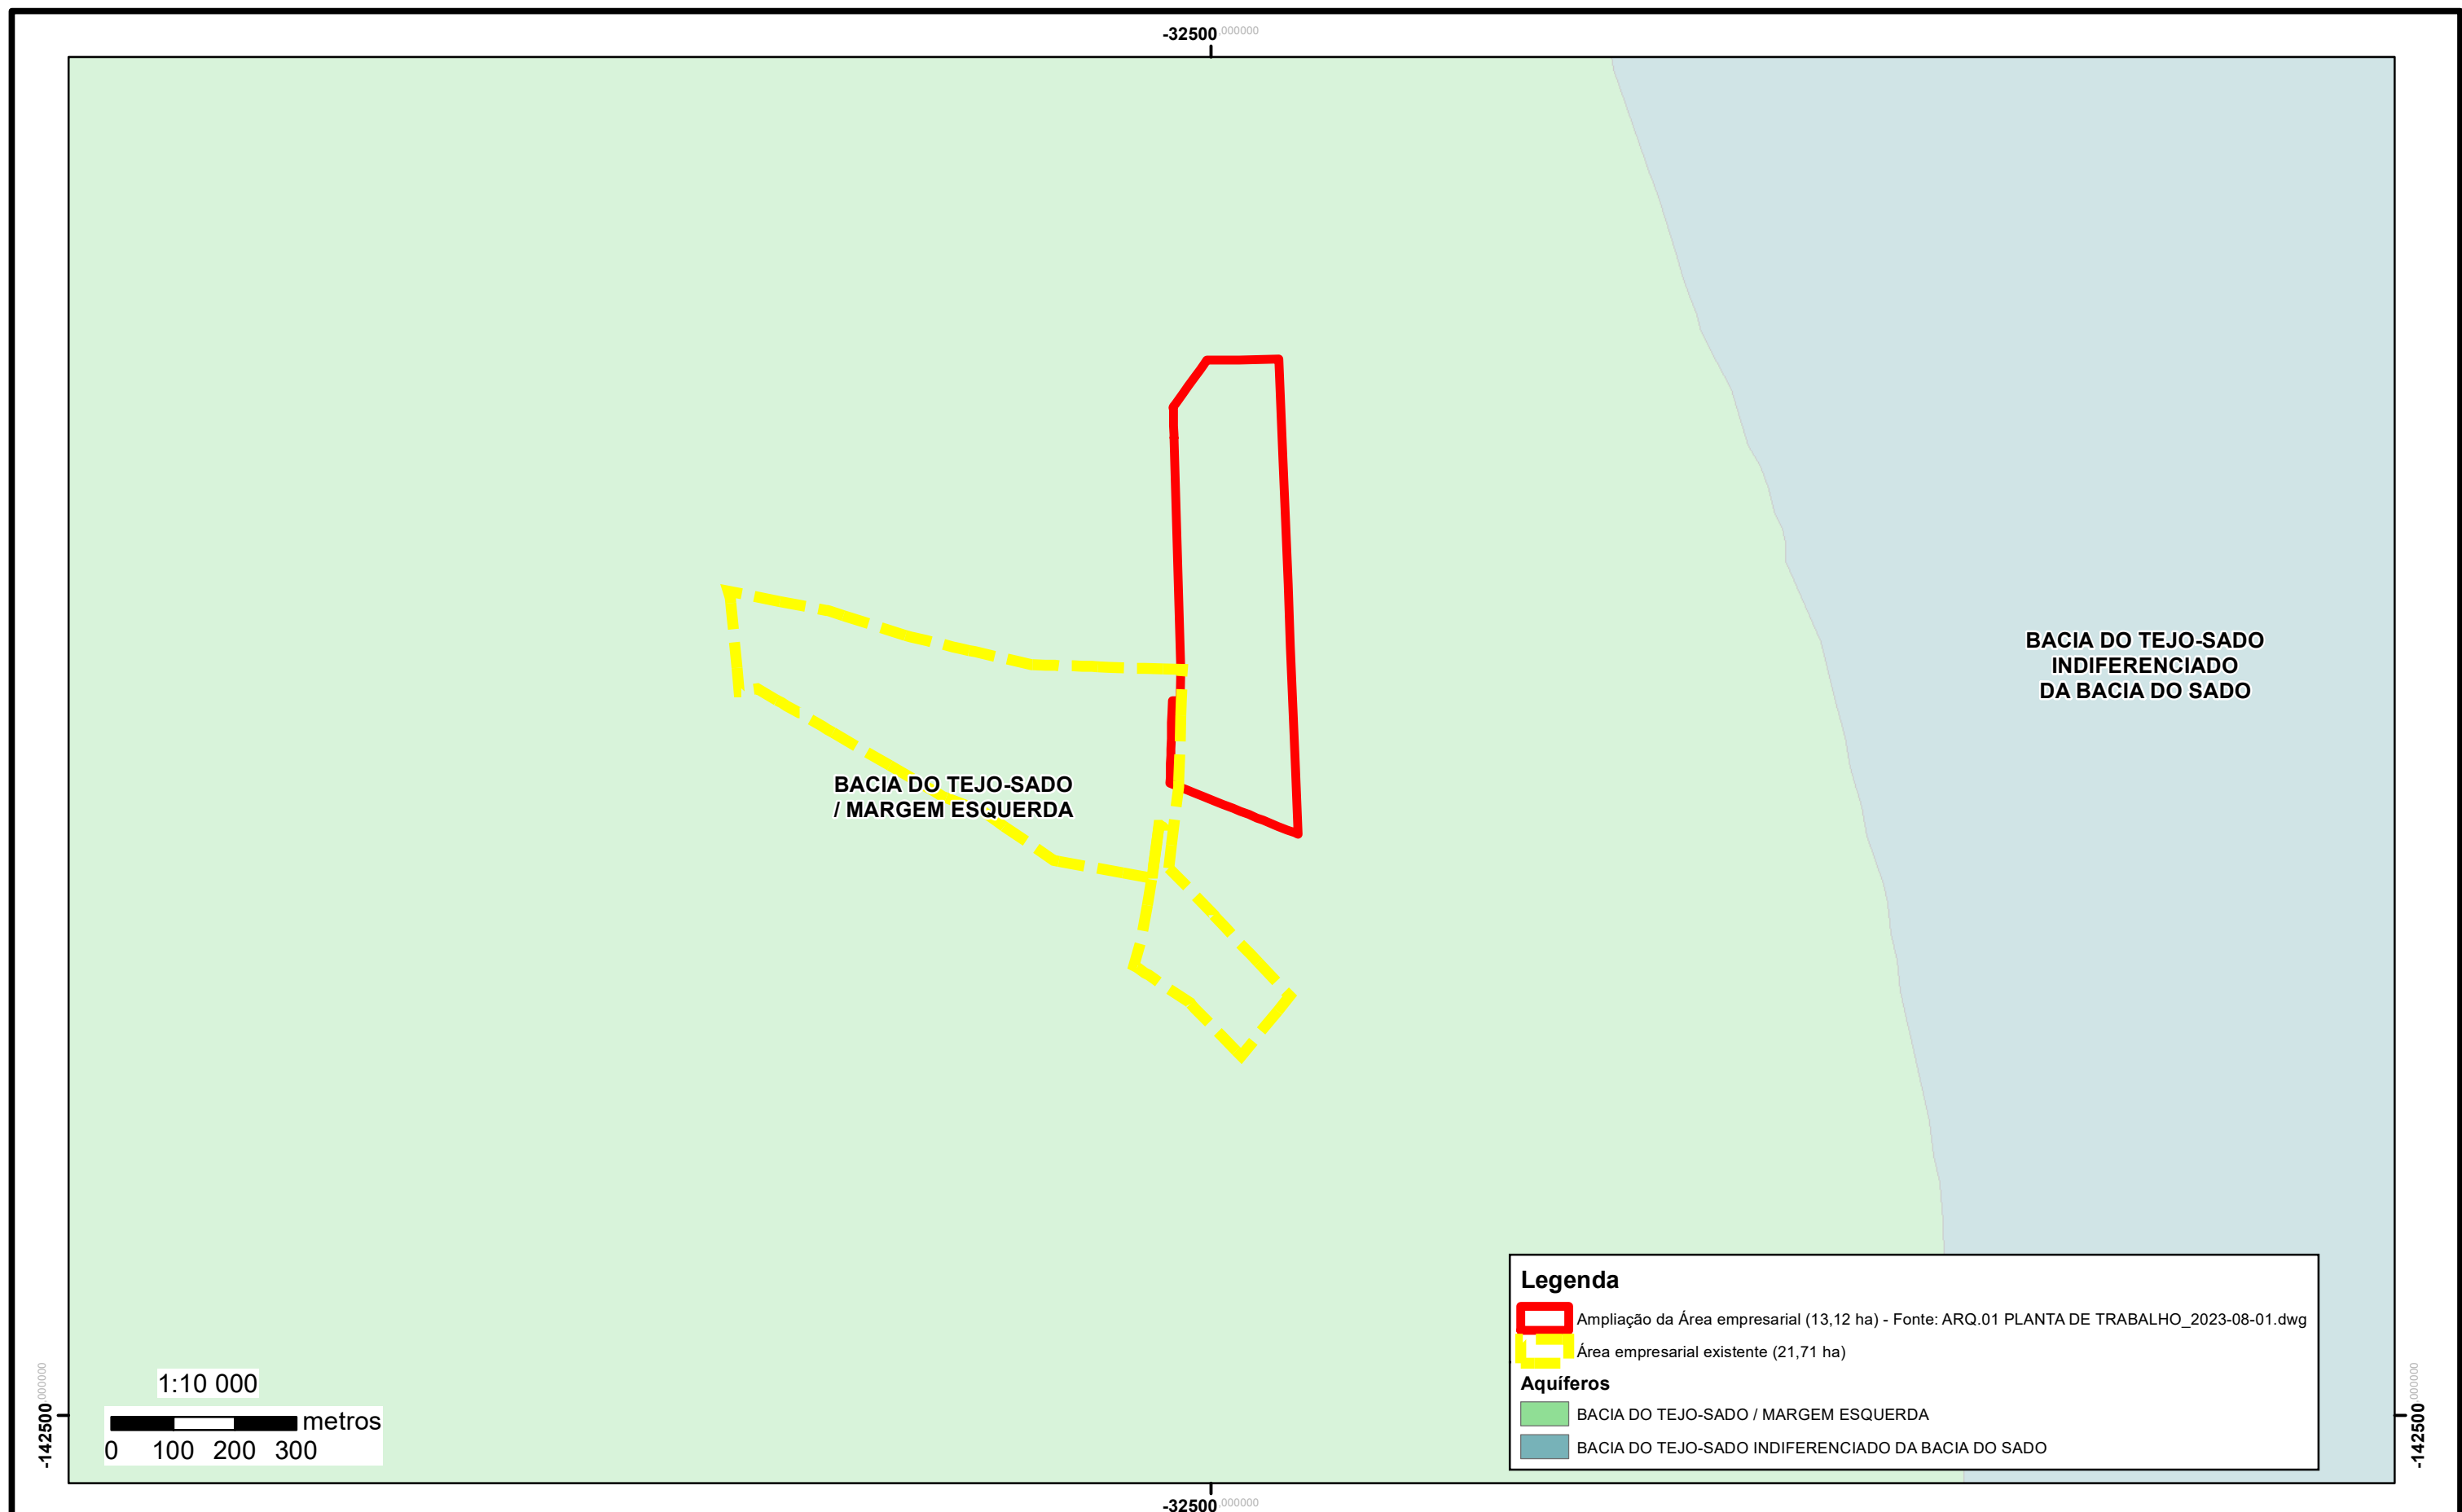 -32500.000000
BACIA DO TEJO-SADO
INDIFERENCIADO
DA BACIA DO SADO
BACIA DO TEJO-SADO
/ MARGEM ESQUERDA
Legenda
Ampliação da Área empresarial (13,12 ha) - Fonte: ARQ.01 PLANTA DE TRABALHO_2023-08-01.dwg
Área empresarial existente (21,71 ha)
Aquíferos
BACIA DO TEJO-SADO / MARGEM ESQUERDA
BACIA DO TEJO-SADO INDIFERENCIADO DA BACIA DO SADO
1:10 000
metros
0 100 200 300
-142500.000000
-142500.000000
-32500.000000